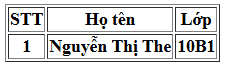 STT Họ tên Lớp
1 Nguyễn Thị The 10B1